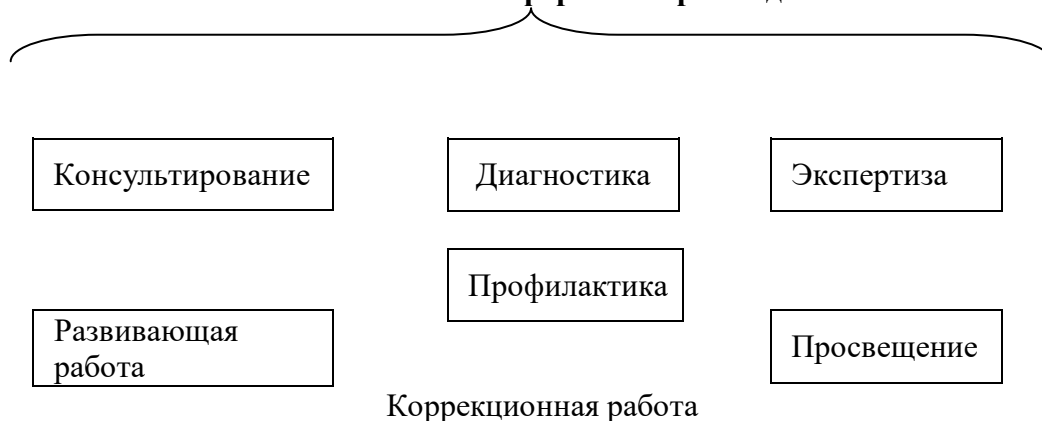 Консультирование
Диагностика
Экспертиза
Профилактика
Развивающая
работа
Просвещение
Коррекционная работа